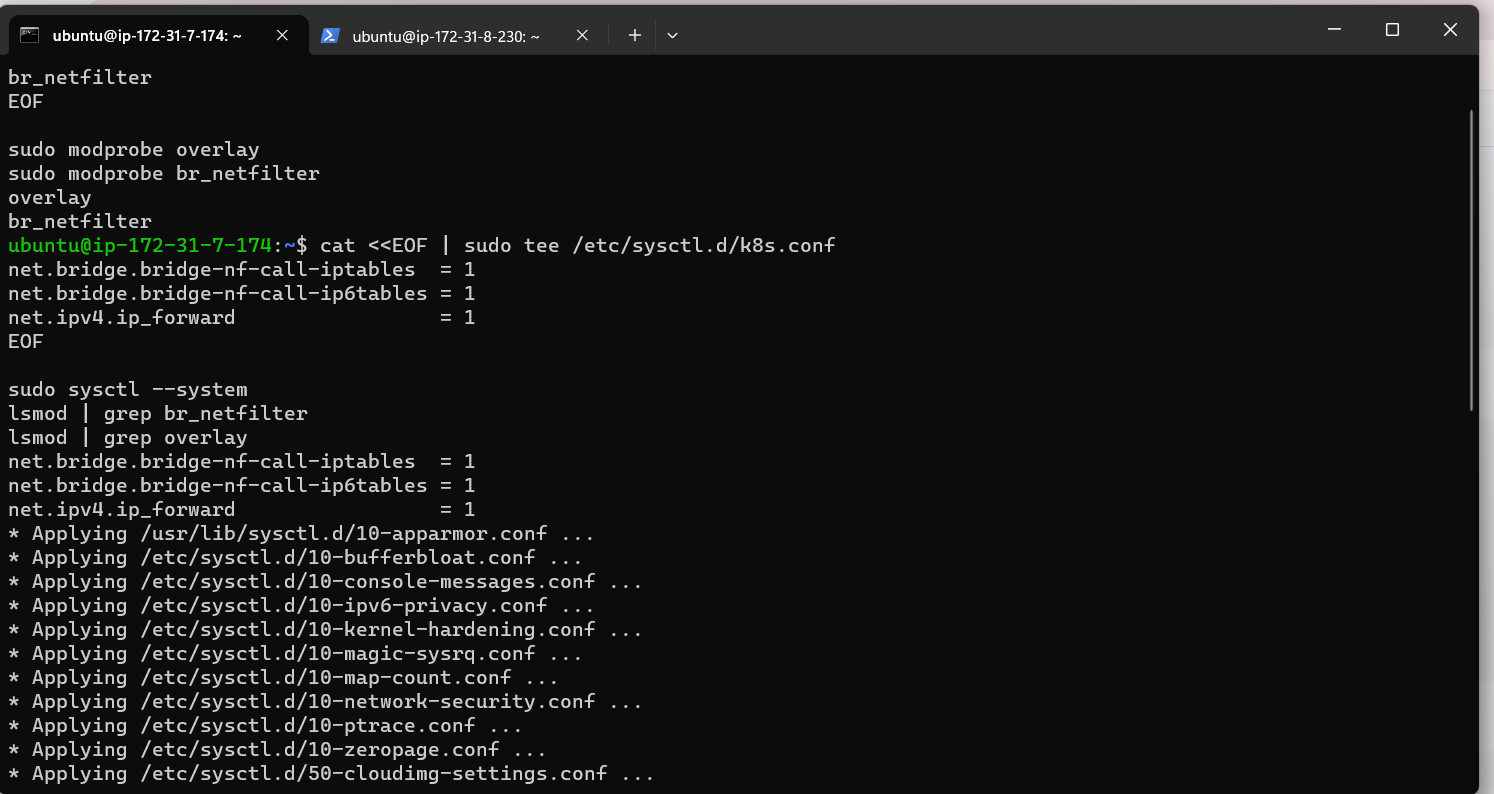 ubuntu@ip-172-31-7-174: ~
ubuntu@ip-172-31-8-230: ~
br_netfilter
EOF
sudo modprobe overlay
sudo modprobe br_netfilter
overlay
br_netfilter
ubuntu@ip-172-31-7-174:~$ cat <<EOF | sudo tee /etc/sysctl.d/k8s.conf
net.bridge.bridge-nf-call-iptables  = 1
net.bridge.bridge-nf-call-ip6tables = 1
net.ipv4.ip_forward                 = 1
EOF
sudo sysctl --system
lsmod | grep br_netfilter
lsmod | grep overlay
net.bridge.bridge-nf-call-iptables  = 1
net.bridge.bridge-nf-call-ip6tables = 1
net.ipv4.ip_forward                 = 1
* Applying /usr/lib/sysctl.d/10-apparmor.conf ...
* Applying /etc/sysctl.d/10-bufferbloat.conf ...
* Applying /etc/sysctl.d/10-console-messages.conf ...
* Applying /etc/sysctl.d/10-ipv6-privacy.conf ...
* Applying /etc/sysctl.d/10-kernel-hardening.conf ...
* Applying /etc/sysctl.d/10-magic-sysrq.conf ...
* Applying /etc/sysctl.d/10-map-count.conf ...
* Applying /etc/sysctl.d/10-network-security.conf ...
* Applying /etc/sysctl.d/10-ptrace.conf ...
* Applying /etc/sysctl.d/10-zeropage.conf ...
* Applying /etc/sysctl.d/50-cloudimg-settings.conf ...